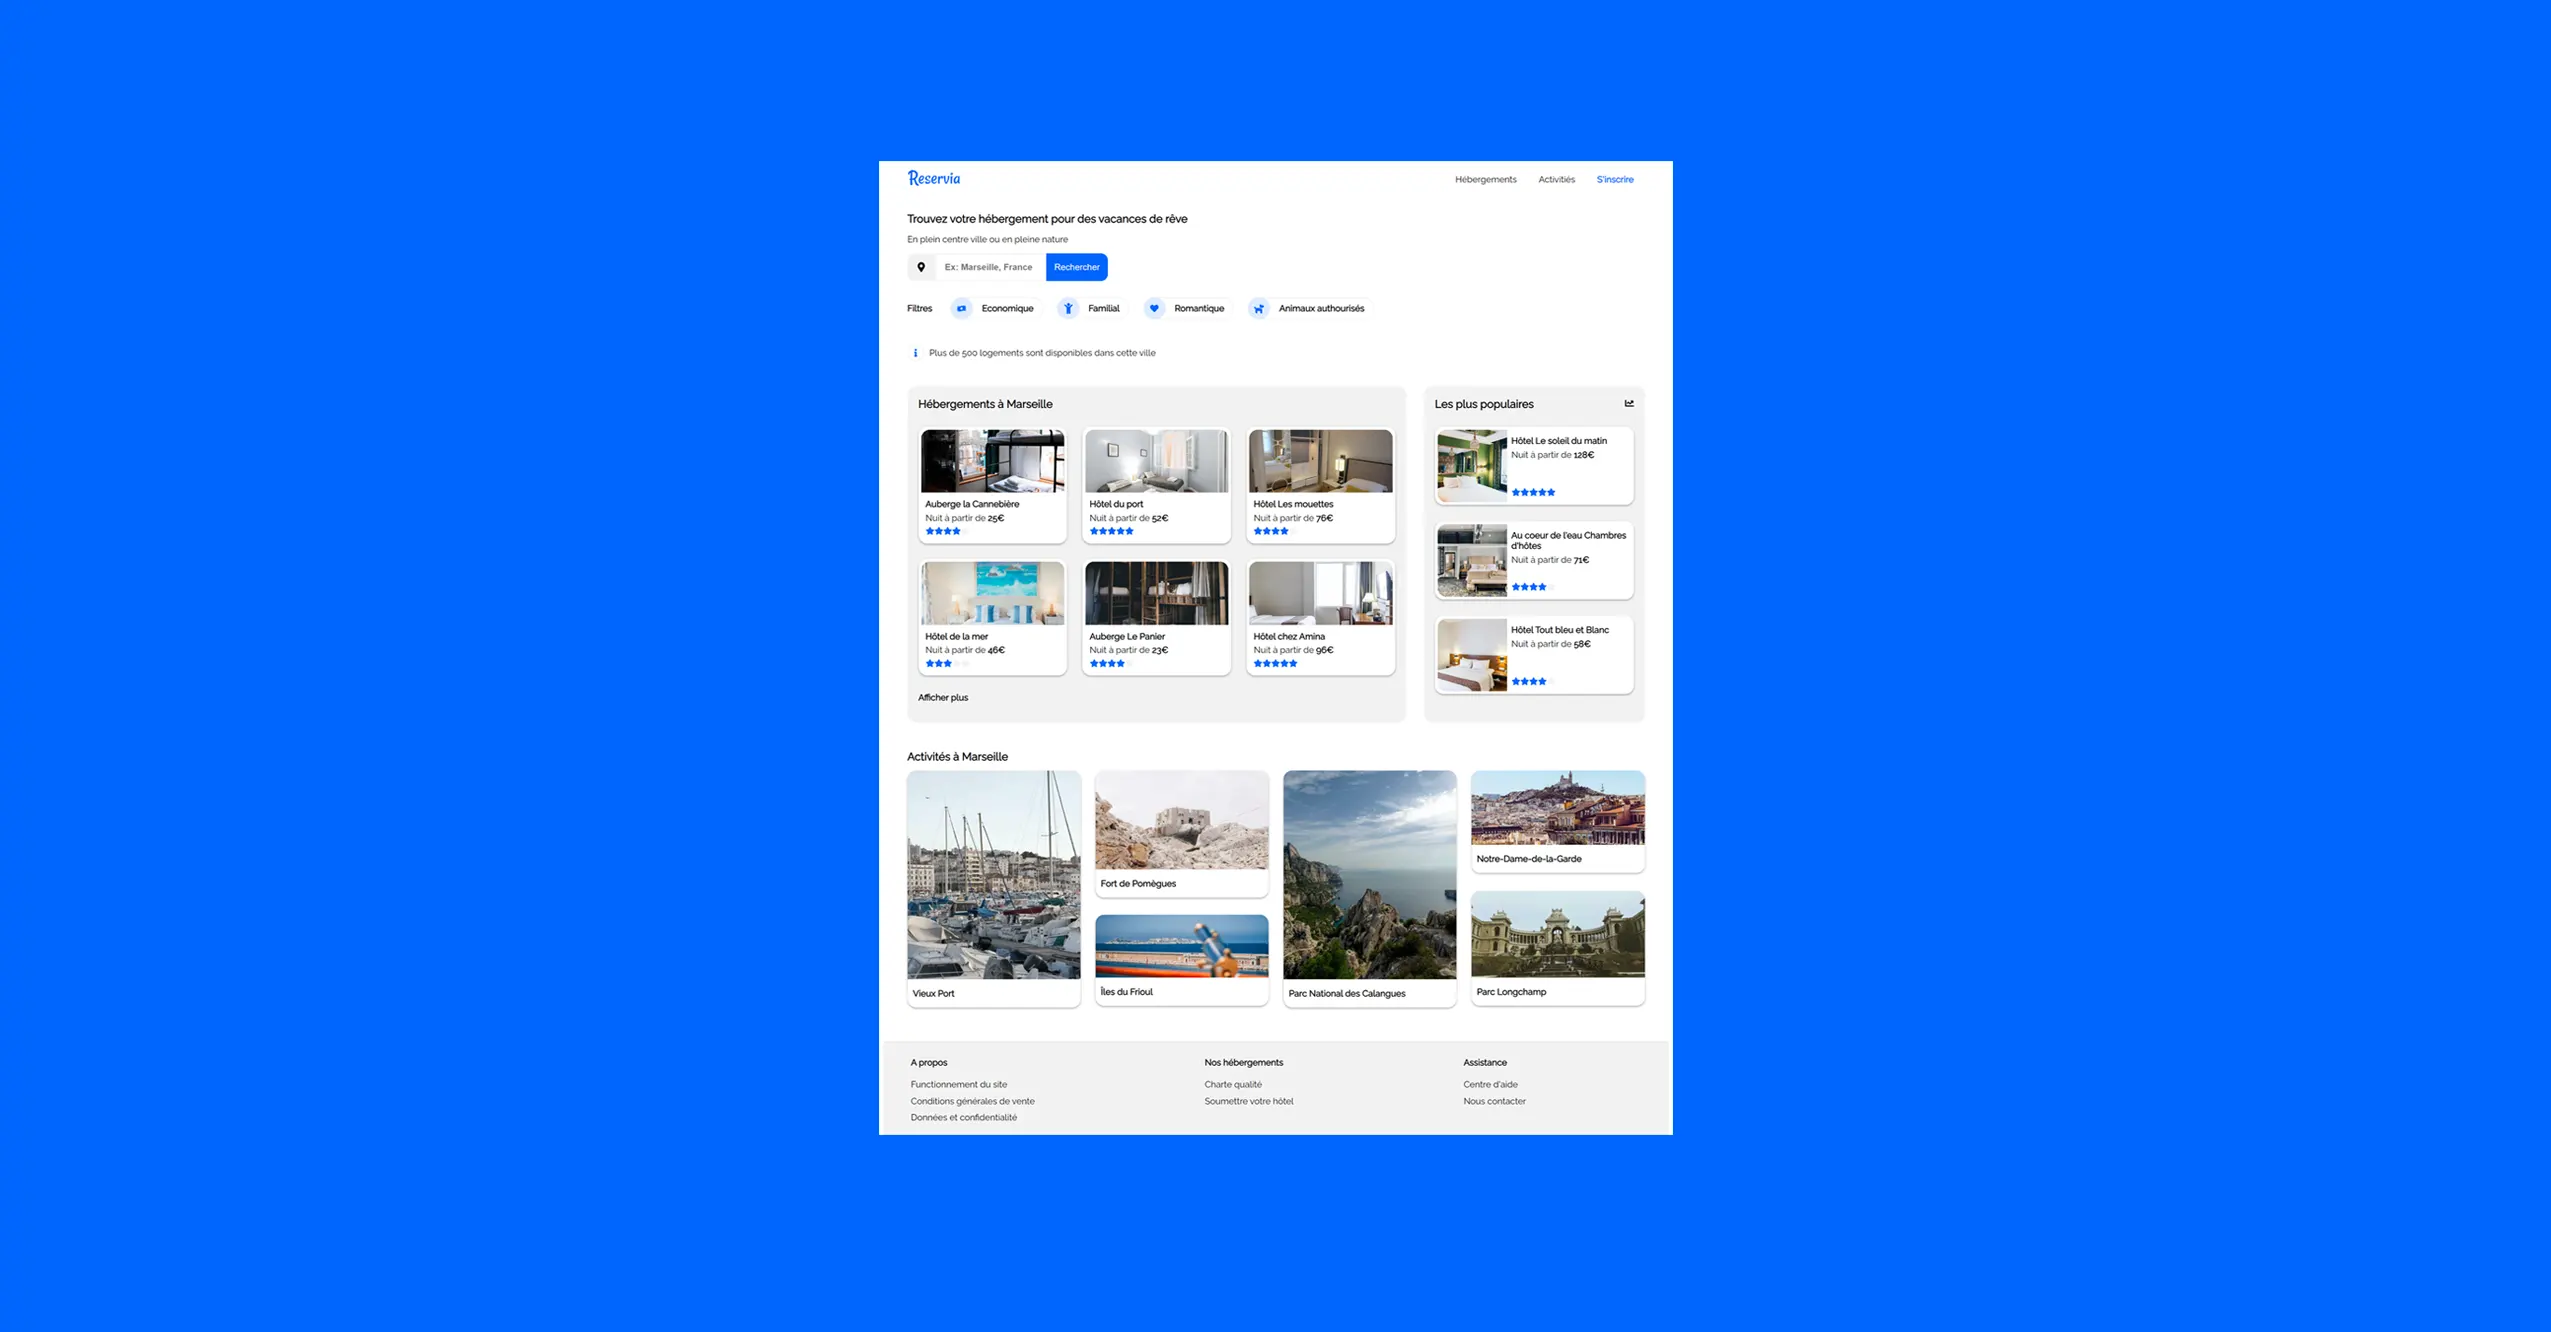 Reservia
Hébergements
Activitiés
S'inscrire
Trouvez votre hébergement pour des vacances de rêve
En plein centre ville ou en pleine nature
Ex: Marseille, France
Rechercher
Filtres
Economique
Familial
Romantique
Animaux authourisés
Plus de 500 logements sont disponibles dans cette ville
Hébergements à Marseille
Auberge la Cannebière
Nuit à partir de 25€
Hôtel du port
Nuit à partir de 52€
Hôtel Les mouettes
Nuit à partir de 76€
Hôtel de la mer
Nuit à partir de 46€
Auberge Le Panier
Nuit à partir de 23€
Hôtel chez Amina
Nuit à partir de 96€
Afficher plus
Les plus populaires
Hôtel Le soleil du matin
Nuit à partir de 128€
Au coeur de l'eau Chambres
d'hôtes
Nuit à partir de 71€
Hôtel Tout bleu et Blanc
Nuit à partir de 58€
Activités à Marseille
Vieux Port
Fort de Pomègues
Îles du Frioul
Parc National des Calangues
Notre-Dame-de-la-Garde
Parc Longchamp
A propos
Functionnement du site
Conditions générales de vente
Données et confidentialité
Nos hébergements
Charte qualité
Soumettre votre hôtel
Assistance
Centre d'aide
Nous contacter